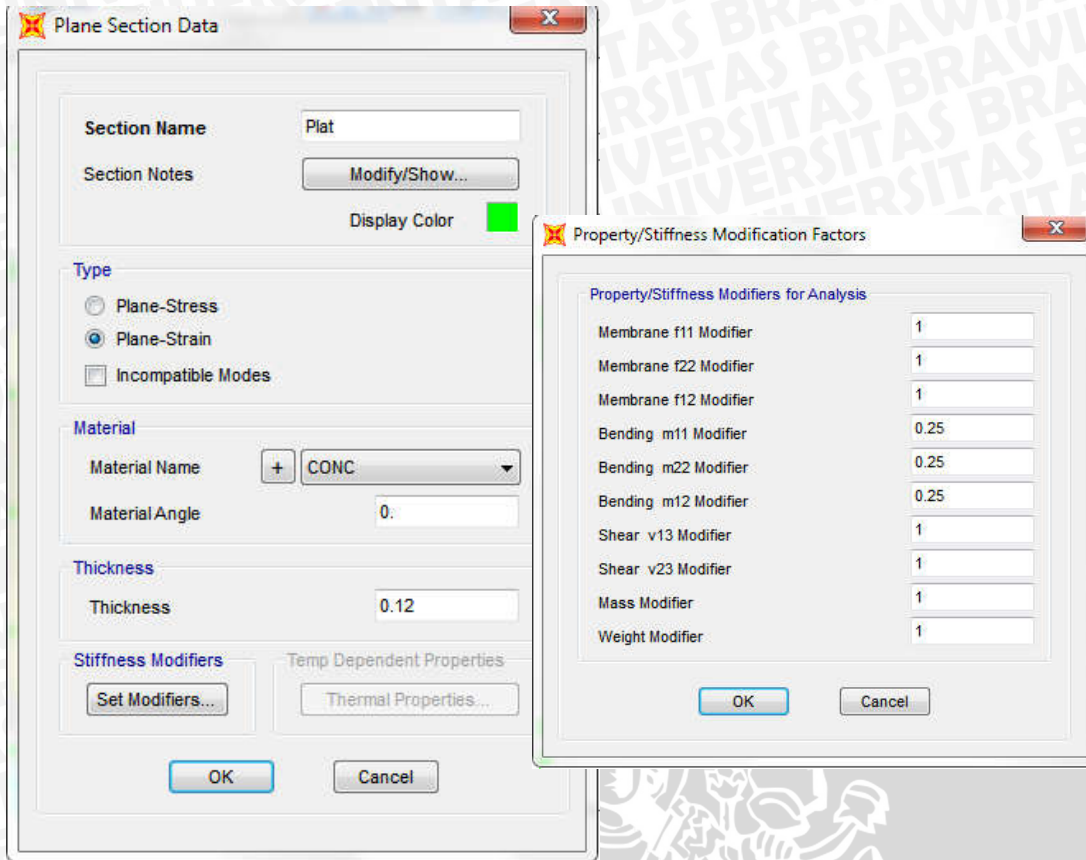 Plane Section Data
Section Name Plat
Section Notes Modify/Show...
Display Color
Type
Plane-Stress
Plane-Strain
Incompatible Modes
Material
Material Name + CONC
Material Angle 0.
Thickness
Thickness 0.12
Stiffness Modifiers Temp Dependent Properties
Set Modifiers... Thermal Properties...
OK Cancel
Property/Stiffness Modification Factors
Property/Stiffness Modifiers for Analysis
Membrane f11 Modifier 1
Membrane f22 Modifier 1
Membrane f12 Modifier 1
Bending m11 Modifier 0.25
Bending m22 Modifier 0.25
Bending m12 Modifier 0.25
Shear v13 Modifier 1
Shear v23 Modifier 1
Mass Modifier 1
Weight Modifier 1
OK Cancel